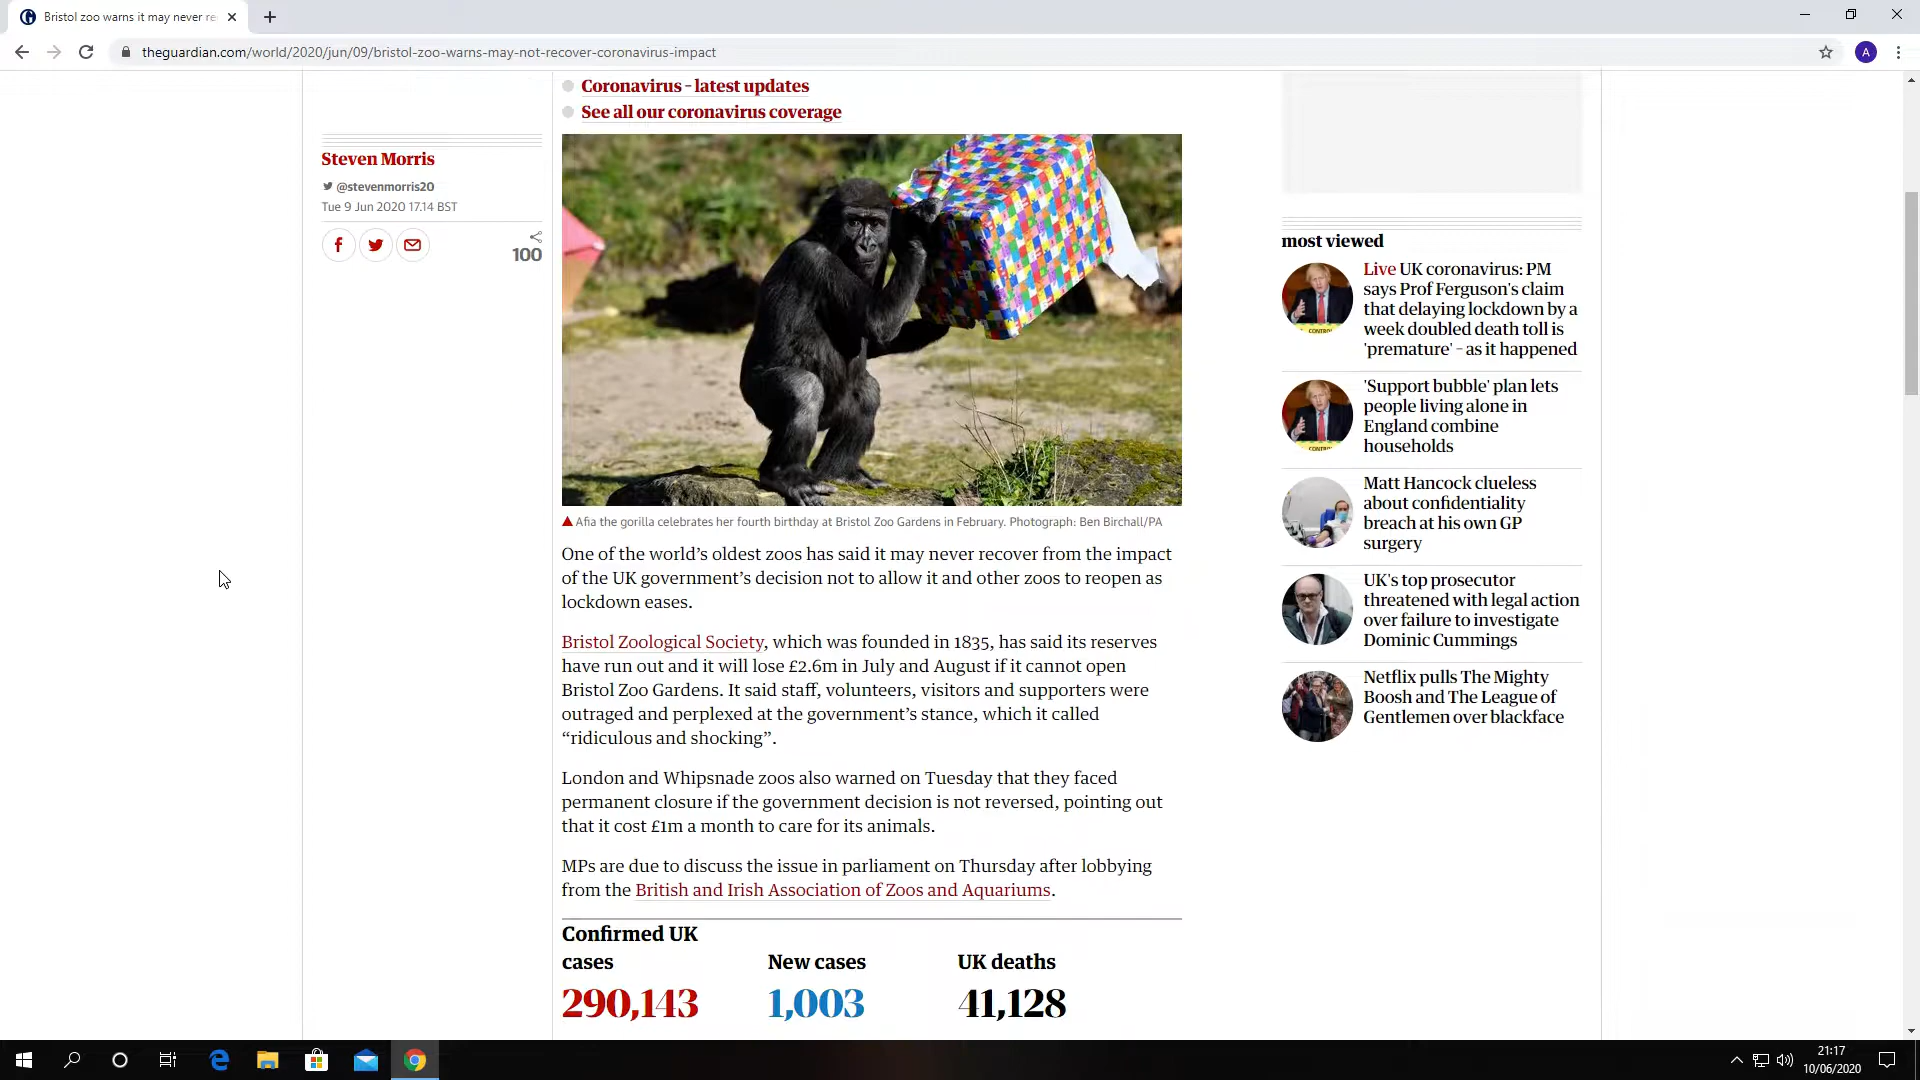 Bristol zoo warns it may never re
theguardian.com/world/2020/jun/09/bristol-zoo-warns-may-not-recover-coronavirus-impact
A
Coronavirus – latest updates
See all our coronavirus coverage
Steven Morris
@stevenmorris20
Tue 9 Jun 2020 17.14 BST
100
Afia the gorilla celebrates her fourth birthday at Bristol Zoo Gardens in February. Photograph: Ben Birchall/PA
One of the world’s oldest zoos has said it may never recover from the impact
of the UK government’s decision not to allow it and other zoos to reopen as
lockdown eases.
Bristol Zoological Society, which was founded in 1835, has said its reserves
have run out and it will lose £2.6m in July and August if it cannot open
Bristol Zoo Gardens. It said staff, volunteers, visitors and supporters were
outraged and perplexed at the government’s stance, which it called
“ridiculous and shocking”.
London and Whipsnade zoos also warned on Tuesday that they faced
permanent closure if the government decision is not reversed, pointing out
that it cost £1m a month to care for its animals.
MPs are due to discuss the issue in parliament on Thursday after lobbying
from the British and Irish Association of Zoos and Aquariums.
Confirmed UK
cases
New cases
UK deaths
290,143
1,003
41,128
most viewed
Live UK coronavirus: PM
says Prof Ferguson's claim
that delaying lockdown by a
week doubled death toll is
'premature' – as it happened
'Support bubble' plan lets
people living alone in
England combine
households
Matt Hancock clueless
about confidentiality
breach at his own GP
surgery
UK's top prosecutor
threatened with legal action
over failure to investigate
Dominic Cummings
Netflix pulls The Mighty
Boosh and The League of
Gentlemen over blackface
21:17
10/06/2020